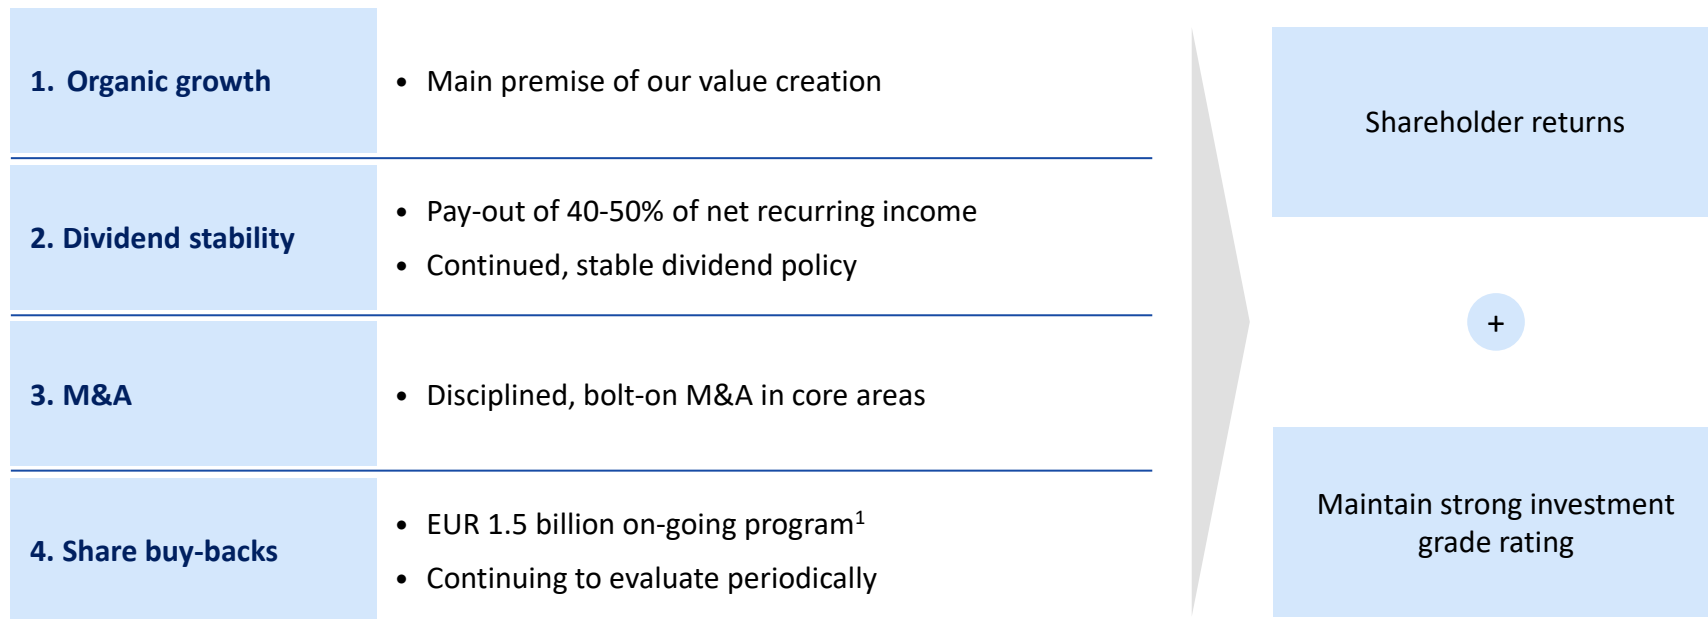 1. Organic growth
• Main premise of our value creation
2. Dividend stability
• Pay-out of 40-50% of net recurring income
• Continued, stable dividend policy
3. M&A
• Disciplined, bolt-on M&A in core areas
4. Share buy-backs
• EUR 1.5 billion on-going program¹
• Continuing to evaluate periodically
Shareholder returns
+
Maintain strong investment
grade rating